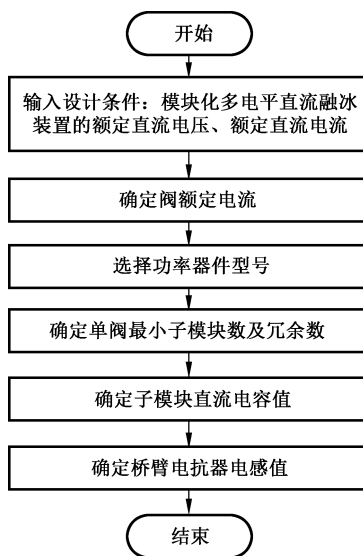 开始
输入设计条件：模块化多电平直流融冰
装置的额定直流电压、额定直流电流
确定阀额定电流
选择功率器件型号
确定单阀最小子模块数及冗余数
确定子模块直流电容值
确定桥臂电抗器电感值
结束